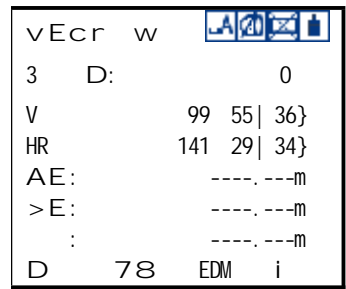 vEcr w
3 D: 0
V 99 55| 36}
HR 141 29| 34}
AE: ----.---m
>E: ----.---m
: ----.---m
D 78 EDM i